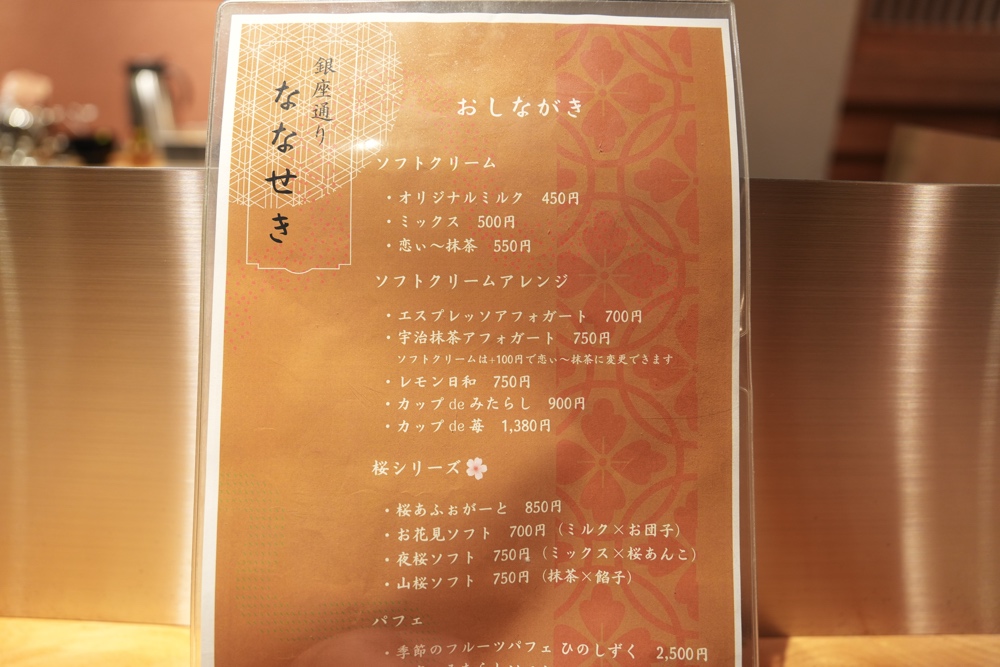 銀座通り
ななせき
おしながき
ソフトクリーム
・オリジナルミルク 450円
・ミックス 500円
・恋ぃ～抹茶 550円
ソフトクリームアレンジ
・エスプレッソアフォガート 700円
・宇治抹茶アフォガート 750円
ソフトクリームは+100円で恋ぃ～抹茶に変更できます
・レモン日和 750円
・カップdeみたらし 900円
・カップde苺 1,380円
桜シリーズ🌸
・桜あふぉがーと 850円
・お花見ソフト 700円（ミルク×お団子）
・夜桜ソフト 750円（ミックス×桜あんこ）
・山桜ソフト 750円（抹茶×餡子）
パフェ
・季節のフルーツパフェ ひのしずく 2,500円